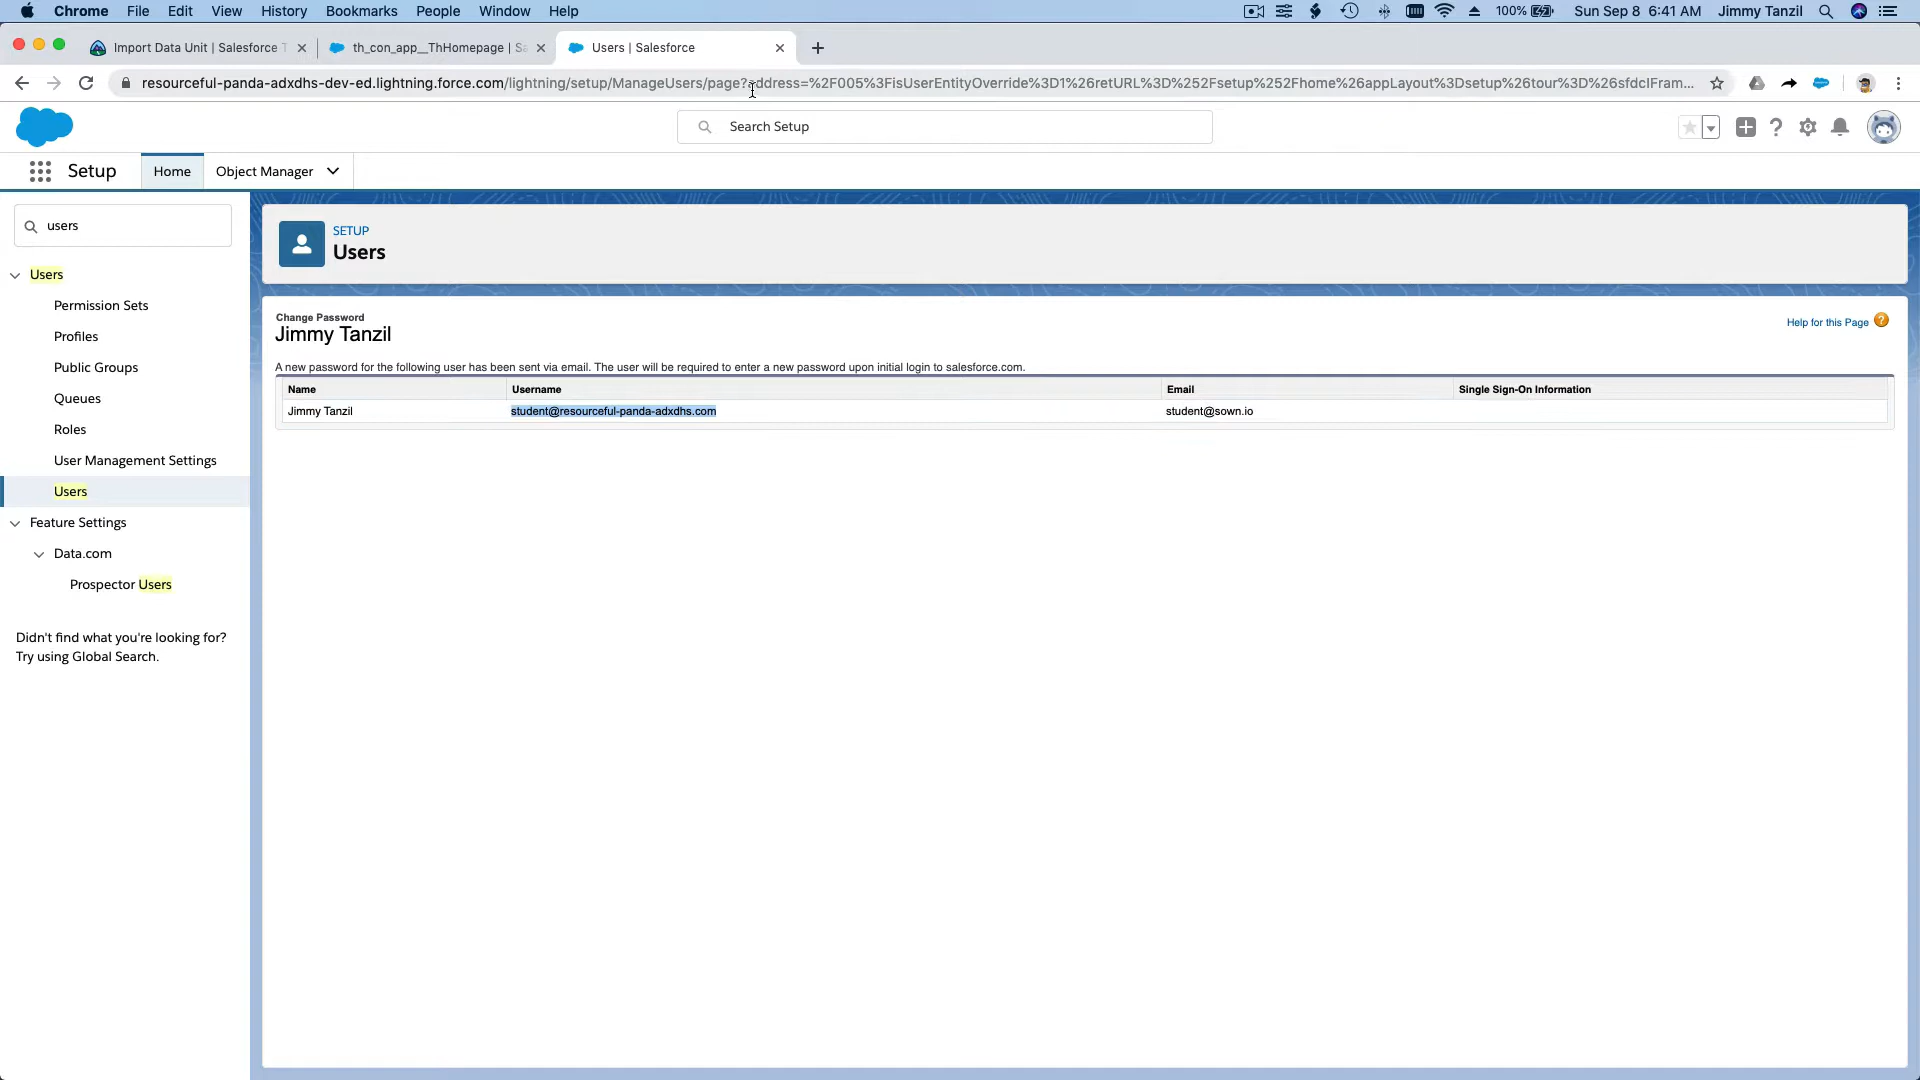 Chrome File Edit View History Bookmarks People Window Help 100% Sun Sep 8 6:41 AM Jimmy Tanzil
Import Data Unit | Salesforce T
th_con_app__ThHomepage | Sa
Users | Salesforce
resourceful-panda-adxdhs-dev-ed.lightning.force.com/lightning/setup/ManageUsers/page?address=%2F005%3FisUserEntityOverride%3D1%26retURL%3D%252Fsetup%252Fhome%26appLayout%3Dsetup%26tour%3D%26sfdcIFram...
Search Setup
Setup Home Object Manager
users
Users
Permission Sets
Profiles
Public Groups
Queues
Roles
User Management Settings
Users
Feature Settings
Data.com
Prospector Users
Didn't find what you're looking for?
Try using Global Search.
SETUP
Users
Change Password
Jimmy Tanzil
Help for this Page ?
A new password for the following user has been sent via email. The user will be required to enter a new password upon initial login to salesforce.com.
Name Username Email Single Sign-On Information
Jimmy Tanzil student@resourceful-panda-adxdhs.com student@sown.io